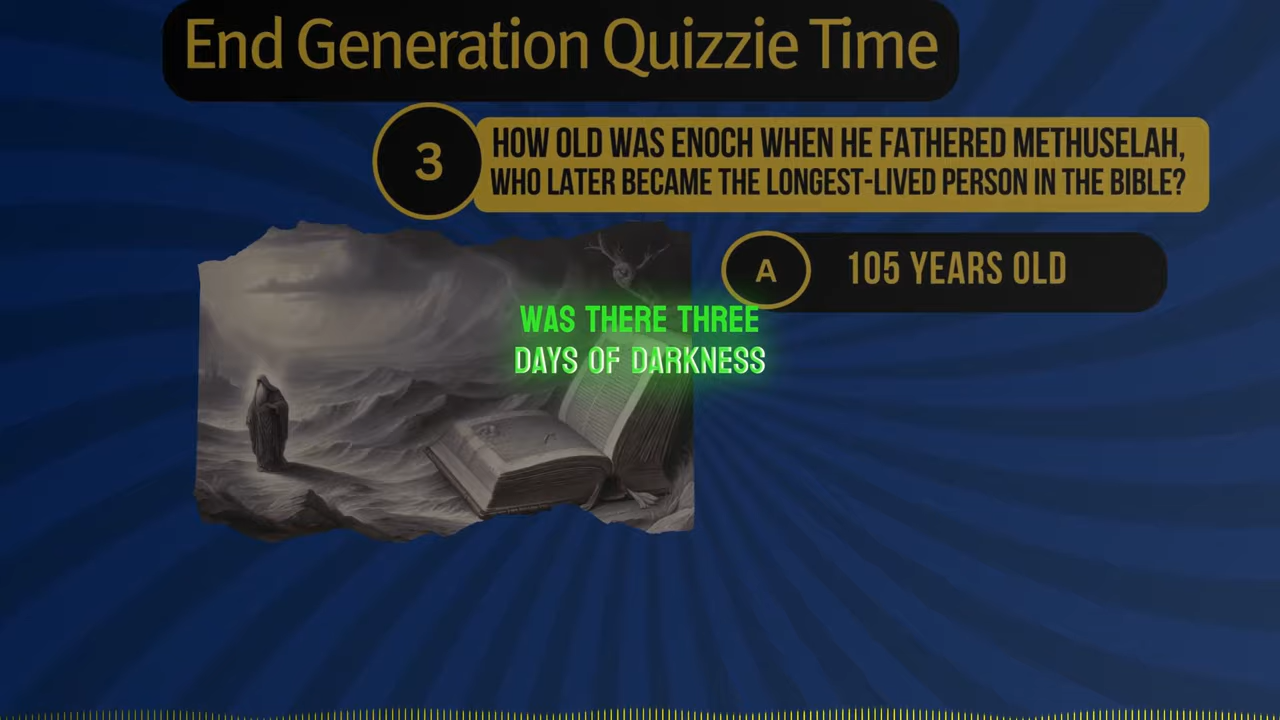 End Generation Quizzie Time
3
HOW OLD WAS ENOCH WHEN HE FATHERED METHUSELAH,
WHO LATER BECAME THE LONGEST-LIVED PERSON IN THE BIBLE?
A
105 YEARS OLD
WAS THERE THREE
DAYS OF DARKNESS